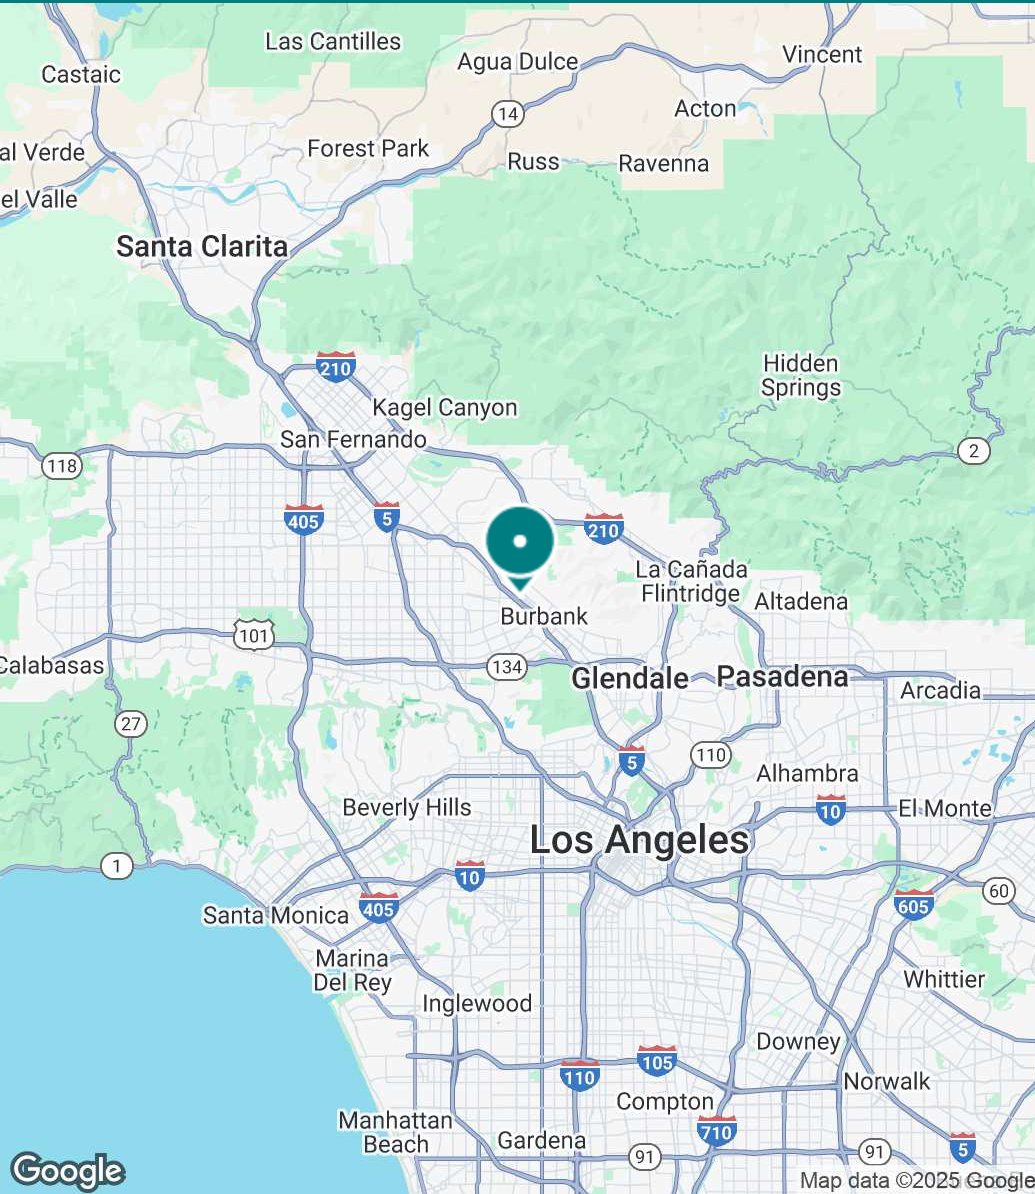 Las Cantilles
Vincent
Agua Dulce
Castaic
Acton
14
Forest Park
al Verde
Russ
Ravenna
el Valle
Santa Clarita
Hidden
Springs
210
Kagel Canyon
San Fernando
118
2
405
5
210
La Cañada
Flintridge
Altadena
Burbank
101
Calabasas
134
Glendale
Pasadena
Arcadia
27
110
5
Alhambra
Beverly Hills
10
El Monte
Los Angeles
1
10
60
405
605
Santa Monica
Marina
Del Rey
Whittier
Inglewood
Downey
105
110
Norwalk
Compton
Manhattan
Beach
710
Gardena
5
91
91
Google
Map data ©2025 Google